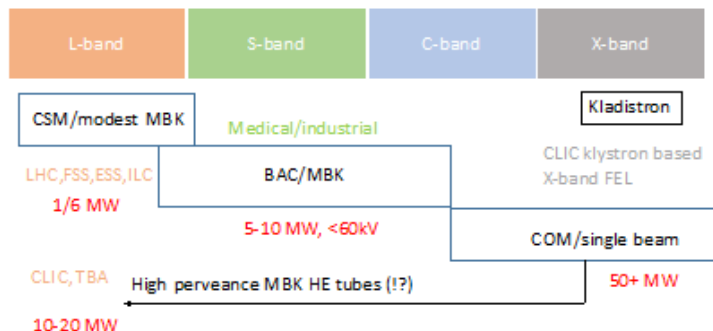 L-band
S-band
C-band
X-band
CSM/modest MBK
Kladistron
Medical/industrial
CLIC klystron based
X-band FEL
LHC,FSS,ESS,ILC
BAC/MBK
1/6 MW
5-10 MW, <60kV
COM/single beam
CLIC, TBA
High perveance MBK HE tubes (!?)
50+ MW
10-20 MW